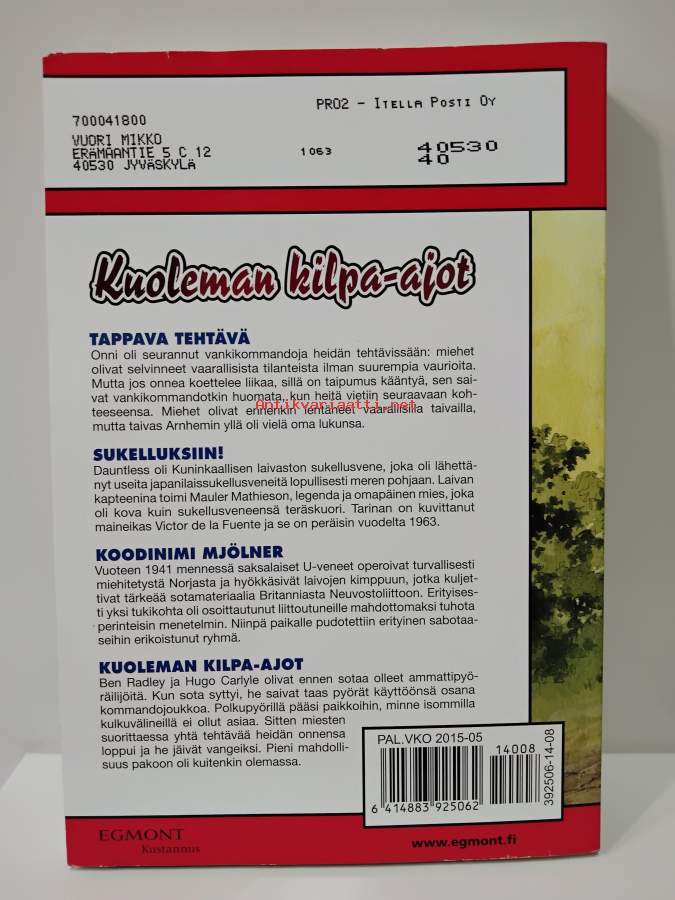 PRO2 - ITELLA POSTI OY
700041800
VUORI MIKKO
ERÄMAANTIE 5 C 12
40530 JYVÄSKYLÄ
1063
40530
40
Kuoleman kilpa-ajot
TAPPAVA TEHTÄVÄ
Onni oli seurannut vankikommandoja heidän tehtävissään: miehet
olivat selvinneet vaarallisista tilanteista ilman suurempia vaurioita.
Mutta jos onnea koettelee liikaa, sillä on taipumus kääntyä, sen sai-
vat vankikommandotkin huomata, kun heitä vietiin seuraavaan koh-
teeseensa. Miehet olivat ennenkin lentäneet vaarallisilla taivailla,
mutta taivas Arnhemin yllä oli vielä oma lukunsa.
Antikvariaatti.net
SUKELLUKSIIN!
Dauntless oli Kuninkaallisen laivaston sukellusvene, joka oli lähettä-
nyt useita japanilaissukellusveneitä lopullisesti meren pohjaan. Laivan
kapteenina toimi Mauler Mathieson, legenda ja omapäinen mies, joka
oli kova kuin sukellusveneensä teräskuori. Tarinan on kuvittanut
maineikas Victor de la Fuente ja se on peräisin vuodelta 1963.
KOODINIMI MJÖLNER
Vuoteen 1941 mennessä saksalaiset U-veneet operoivat turvallisesti
miehitetystä Norjasta ja hyökkäsivät laivojen kimppuun, jotka kuljet-
tivat tärkeää sotamateriaalia Britanniasta Neuvostoliittoon. Erityises-
ti yksi tukikohta oli osoittautunut liittoutuneille mahdottomaksi tuhota
perinteisin menetelmin. Niinpä paikalle pudotettiin erityinen sabotaa-
seihin erikoistunut ryhmä.
KUOLEMAN KILPA-AJOT
Ben Radley ja Hugo Carlyle olivat ennen sotaa olleet ammattipyö-
räilijöitä. Kun sota syttyi, he saivat taas pyörät käyttöönsä osana
kommandojoukkoa. Polkupyörillä pääsi paikkoihin, minne isommilla
kulkuvälineillä ei ollut asiaa. Sitten miesten
suorittaessa yhtä tehtävää heidän onnensa
loppui ja he jäivät vangeiksi. Pieni mahdolli-
suus pakoon oli kuitenkin olemassa.
PAL.VKO 2015-05
14008
6 414883 925062
392506-14-08
EGMONT
Kustannus
www.egmont.fi